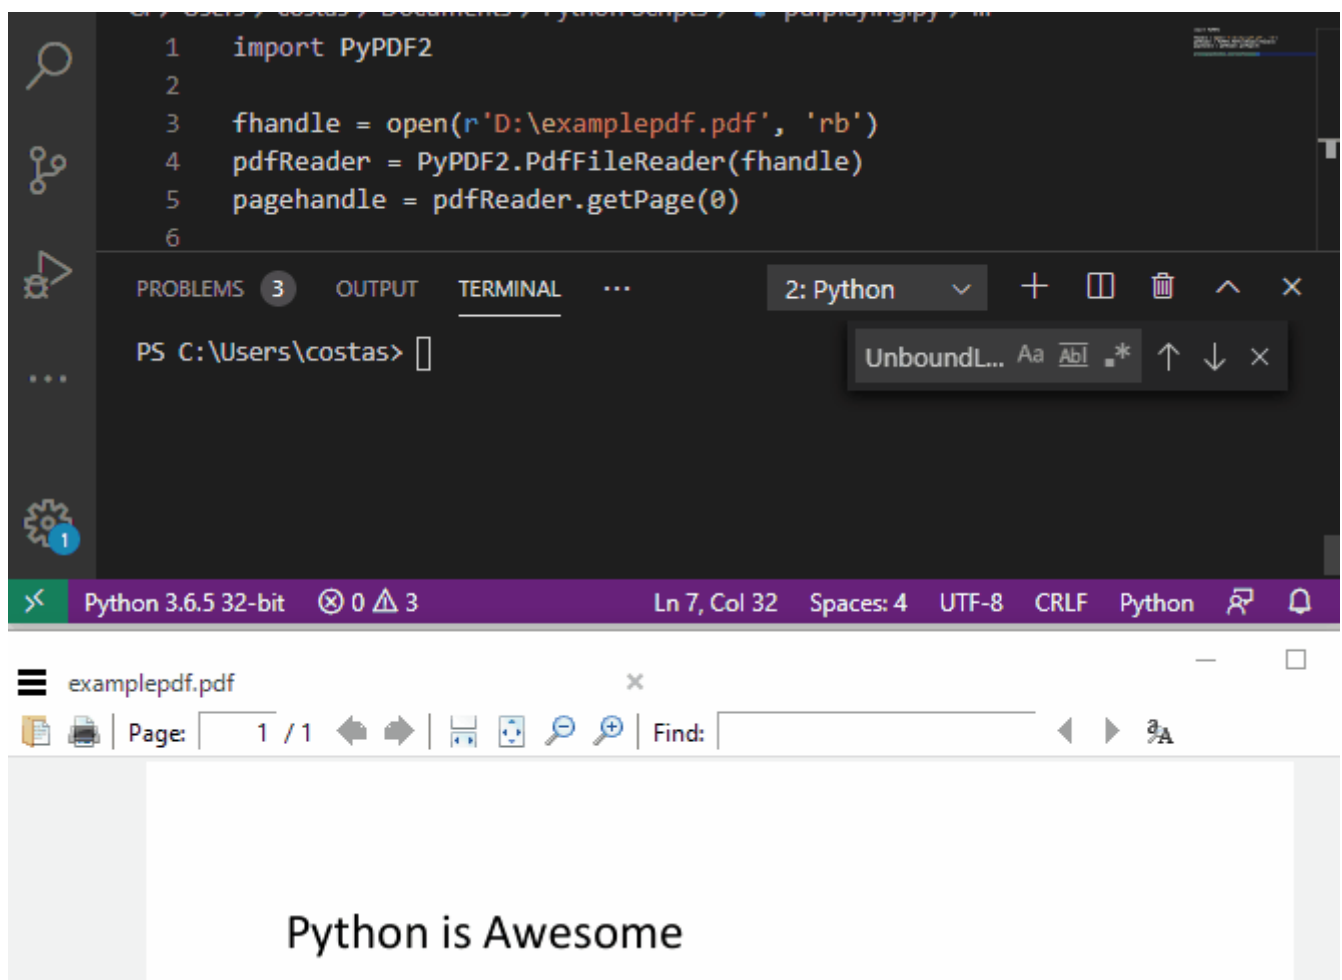 1 import PyPDF2
2
3 fhandle = open(r'D:\examplepdf.pdf', 'rb')
4 pdfReader = PyPDF2.PdfFileReader(fhandle)
5 pagehandle = pdfReader.getPage(0)
6
PROBLEMS 3 OUTPUT TERMINAL ··· 2: Python
PS C:\Users\costas>
UnboundL... Aa Abl .*
1
Python 3.6.5 32-bit 0 3 Ln 7, Col 32 Spaces: 4 UTF-8 CRLF Python
examplepdf.pdf
Page: 1 / 1 Find:
Python is Awesome